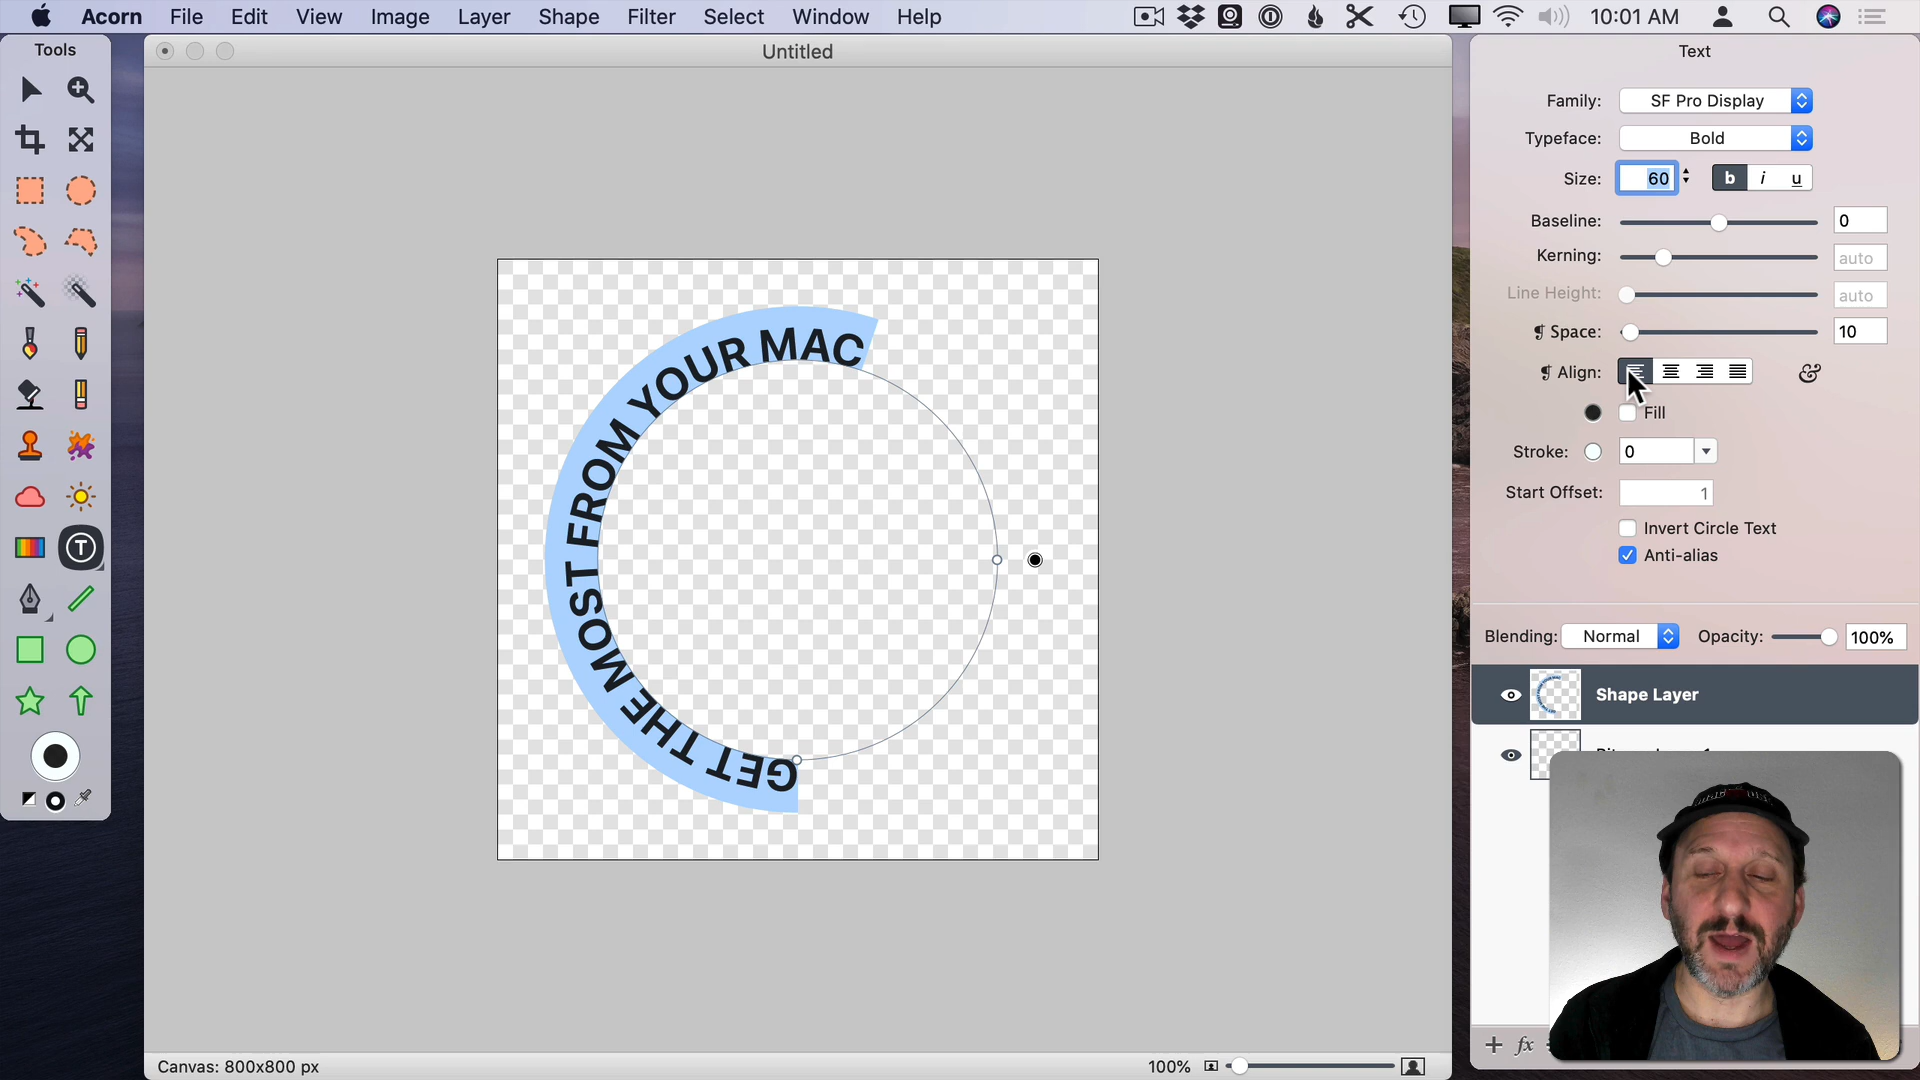 Acorn File Edit View Image Layer Shape Filter Select Window Help 10:01 AM
Tools
Untitled
Text
Family: SF Pro Display
Typeface: Bold
Size: 60 b i u
Baseline: 0
Kerning: auto
Line Height: auto
¶ Space: 10
¶ Align:
Fill
Stroke: 0
Start Offset: 1
Invert Circle Text
Anti-alias
GET THE MOST FROM YOUR MAC
T
Blending: Normal Opacity: 100%
Shape Layer
fx
Canvas: 800x800 px
100%